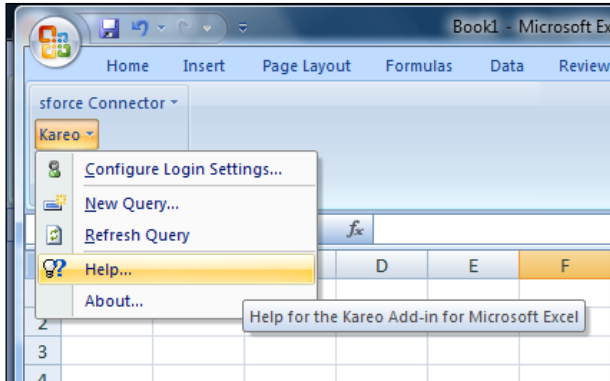 Book1 - Microsoft Ex
Home Insert Page Layout Formulas Data Review
sforce Connector
Kareo
Configure Login Settings...
New Query...
Refresh Query
fx
Help...
D E F
About...
Help for the Kareo Add-in for Microsoft Excel
2
3
4